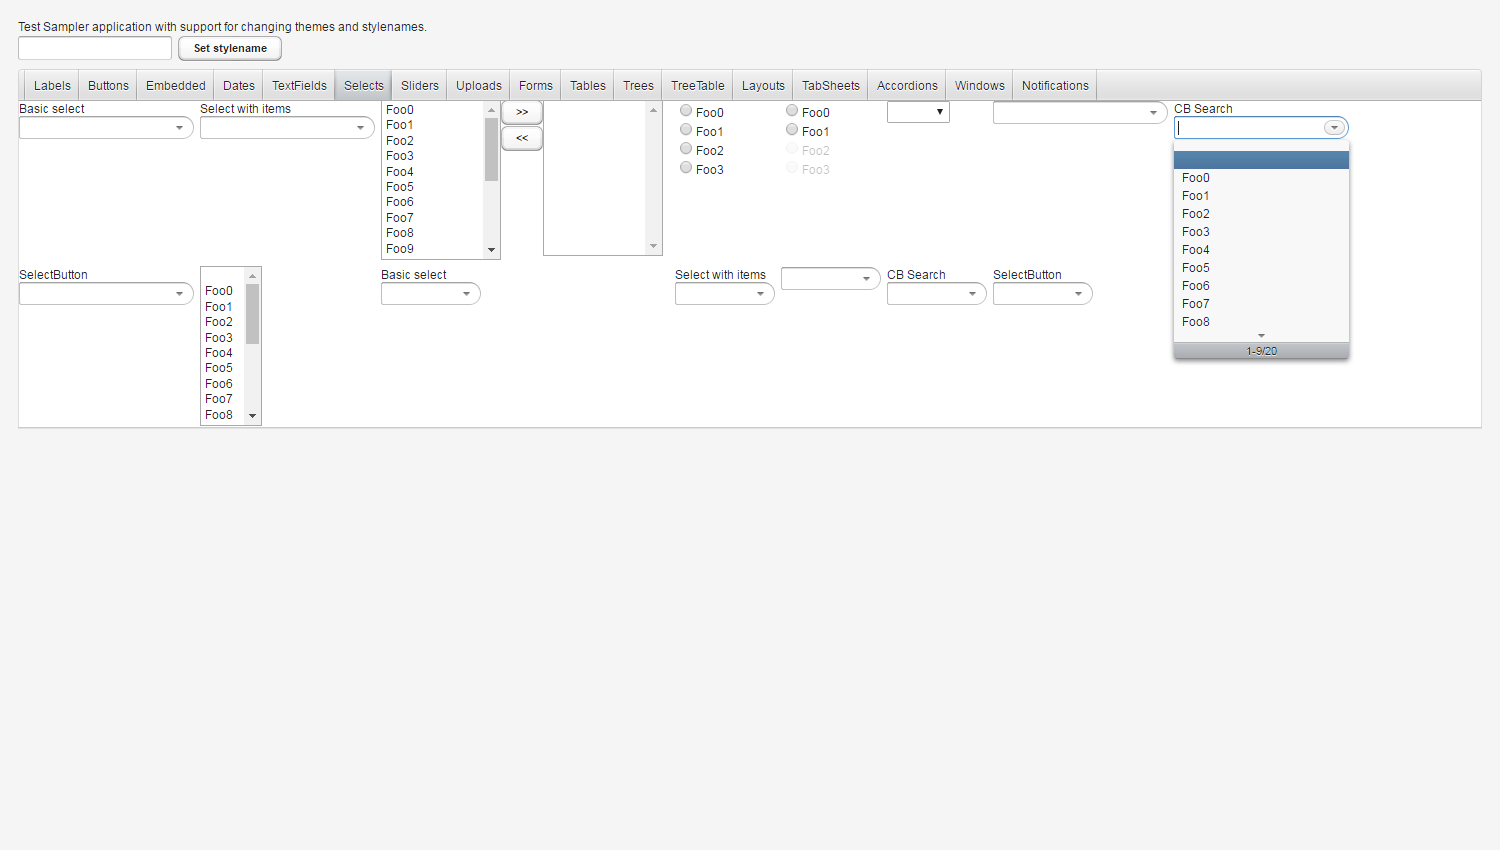 Test Sampler application with support for changing themes and stylenames.
Set stylename
Labels Buttons Embedded Dates TextFields Selects Sliders Uploads Forms Tables Trees TreeTable Layouts TabSheets Accordions Windows Notifications
Basic select
Select with items
Foo0
Foo1
Foo2
Foo3
Foo4
Foo5
Foo6
Foo7
Foo8
Foo9
>>
<<
Foo0
Foo1
Foo2
Foo3
Foo0
Foo1
Foo2
Foo3
CB Search
Foo0
Foo1
Foo2
Foo3
Foo4
Foo5
Foo6
Foo7
Foo8
1-9/20
SelectButton
Foo0
Foo1
Foo2
Foo3
Foo4
Foo5
Foo6
Foo7
Foo8
Basic select
Select with items
CB Search
SelectButton